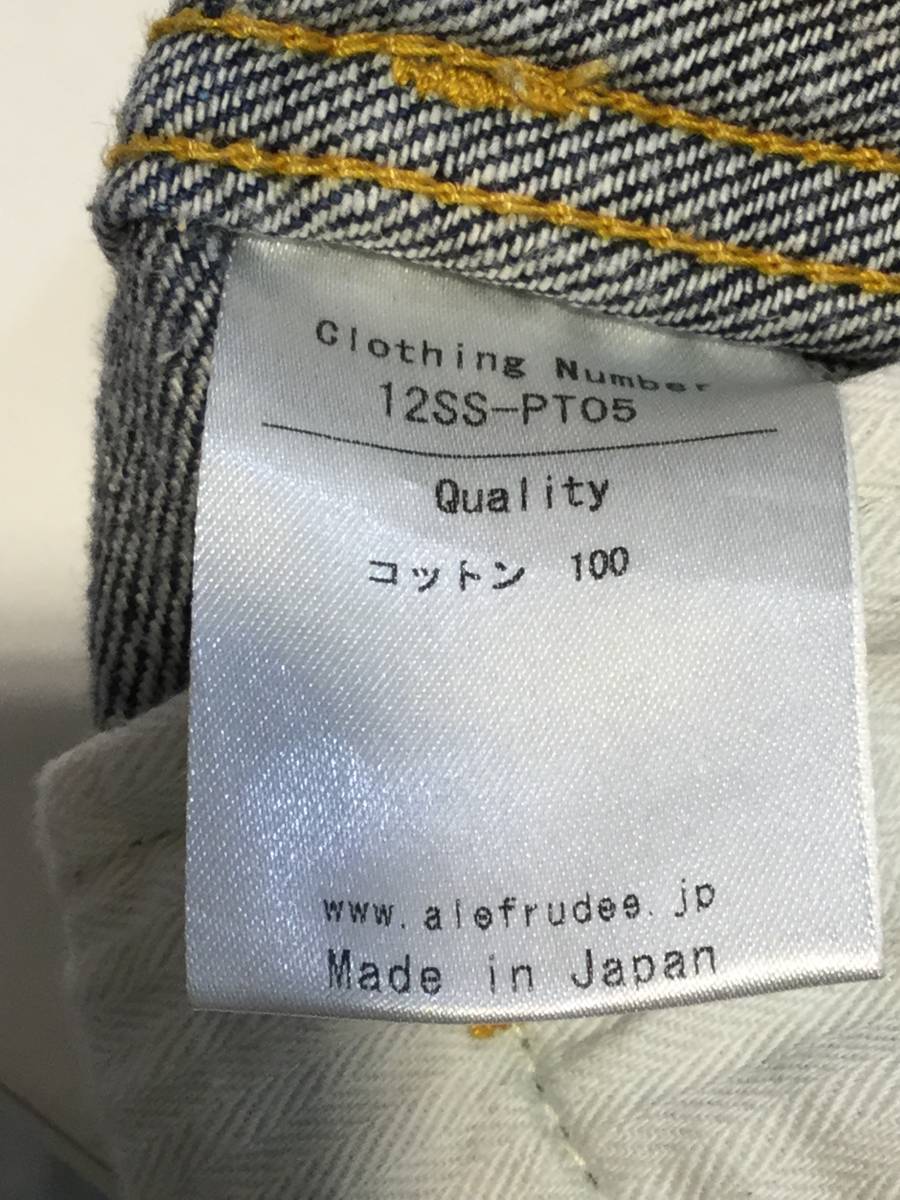 Clothing Number
12SS-PT05
Quality
コットン 100
www.alefrudee.jp
Made in Japan